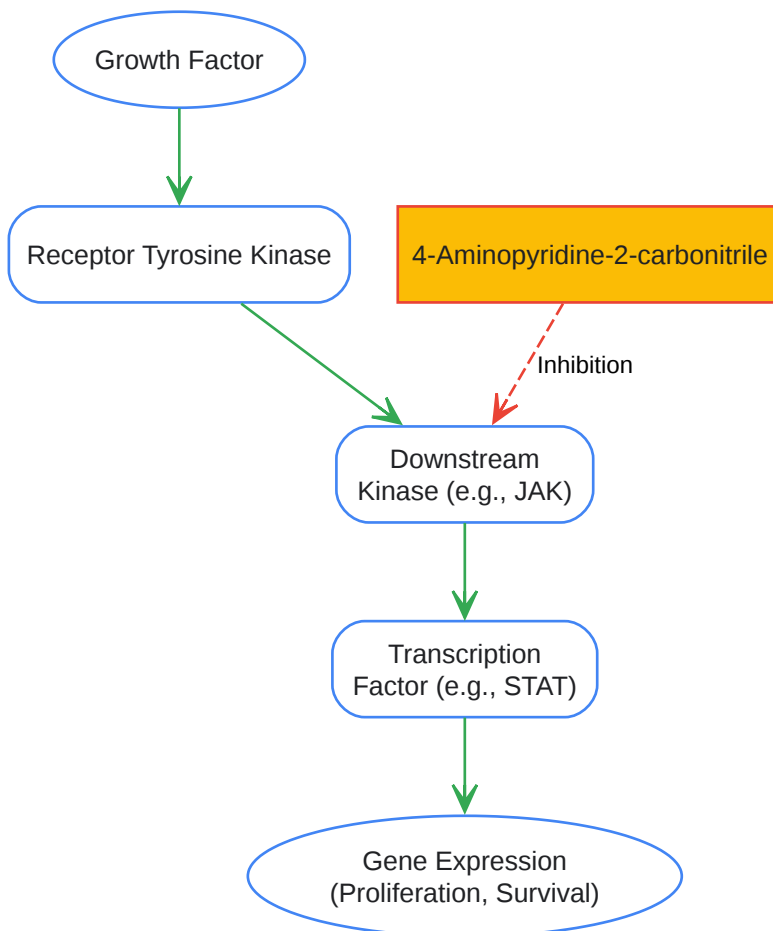 Growth Factor
Receptor Tyrosine Kinase
4-Aminopyridine-2-carbonitrile
Inhibition
Downstream
Kinase (e.g., JAK)
Transcription
Factor (e.g., STAT)
Gene Expression
(Proliferation, Survival)